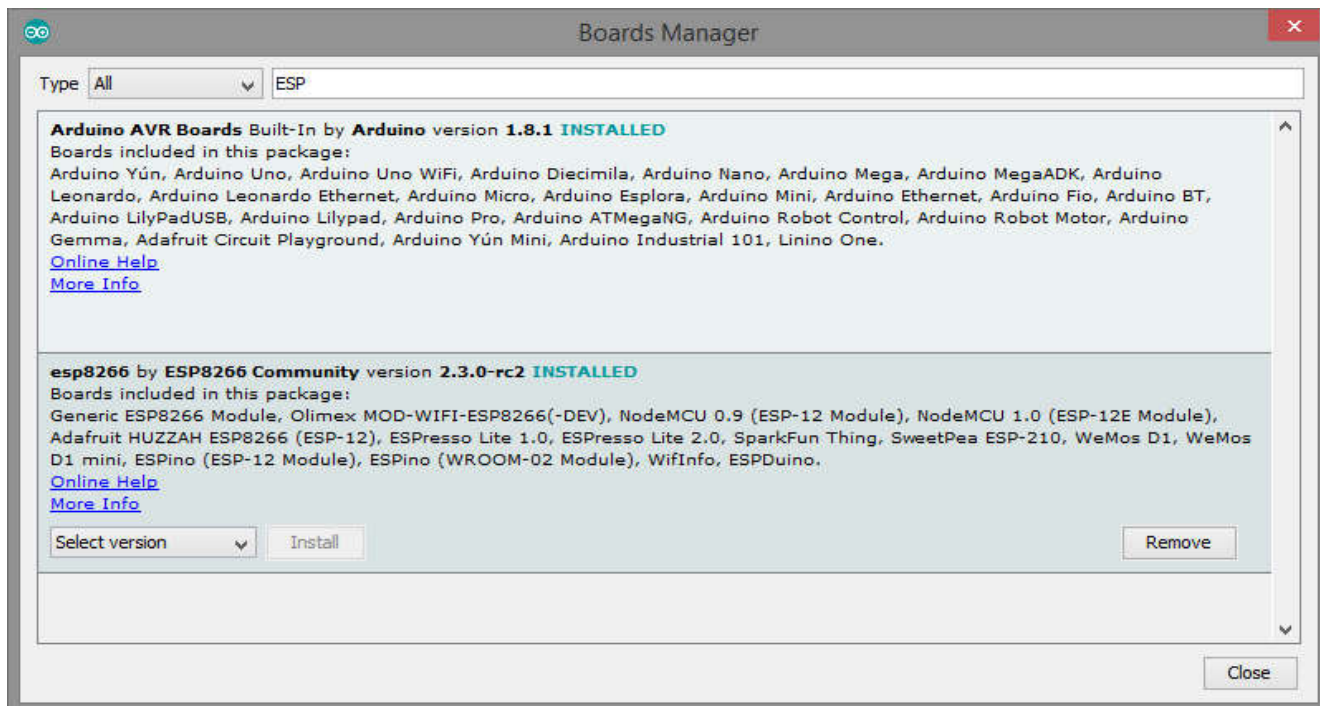 Boards Manager
Type All ESP
Arduino AVR Boards Built-In by Arduino version 1.8.1 INSTALLED
Boards included in this package:
Arduino Yún, Arduino Uno, Arduino Uno WiFi, Arduino Diecimila, Arduino Nano, Arduino Mega, Arduino MegaADK, Arduino
Leonardo, Arduino Leonardo Ethernet, Arduino Micro, Arduino Esplora, Arduino Mini, Arduino Ethernet, Arduino Fio, Arduino BT,
Arduino LilyPadUSB, Arduino Lilypad, Arduino Pro, Arduino ATMegaNG, Arduino Robot Control, Arduino Robot Motor, Arduino
Gemma, Adafruit Circuit Playground, Arduino Yún Mini, Arduino Industrial 101, Linino One.
Online Help
More Info
esp8266 by ESP8266 Community version 2.3.0-rc2 INSTALLED
Boards included in this package:
Generic ESP8266 Module, Olimex MOD-WIFI-ESP8266(-DEV), NodeMCU 0.9 (ESP-12 Module), NodeMCU 1.0 (ESP-12E Module),
Adafruit HUZZAH ESP8266 (ESP-12), ESPresso Lite 1.0, ESPresso Lite 2.0, SparkFun Thing, SweetPea ESP-210, WeMos D1, WeMos
D1 mini, ESPino (ESP-12 Module), ESPino (WROOM-02 Module), WifInfo, ESPDuino.
Online Help
More Info
Select version Install Remove
Close